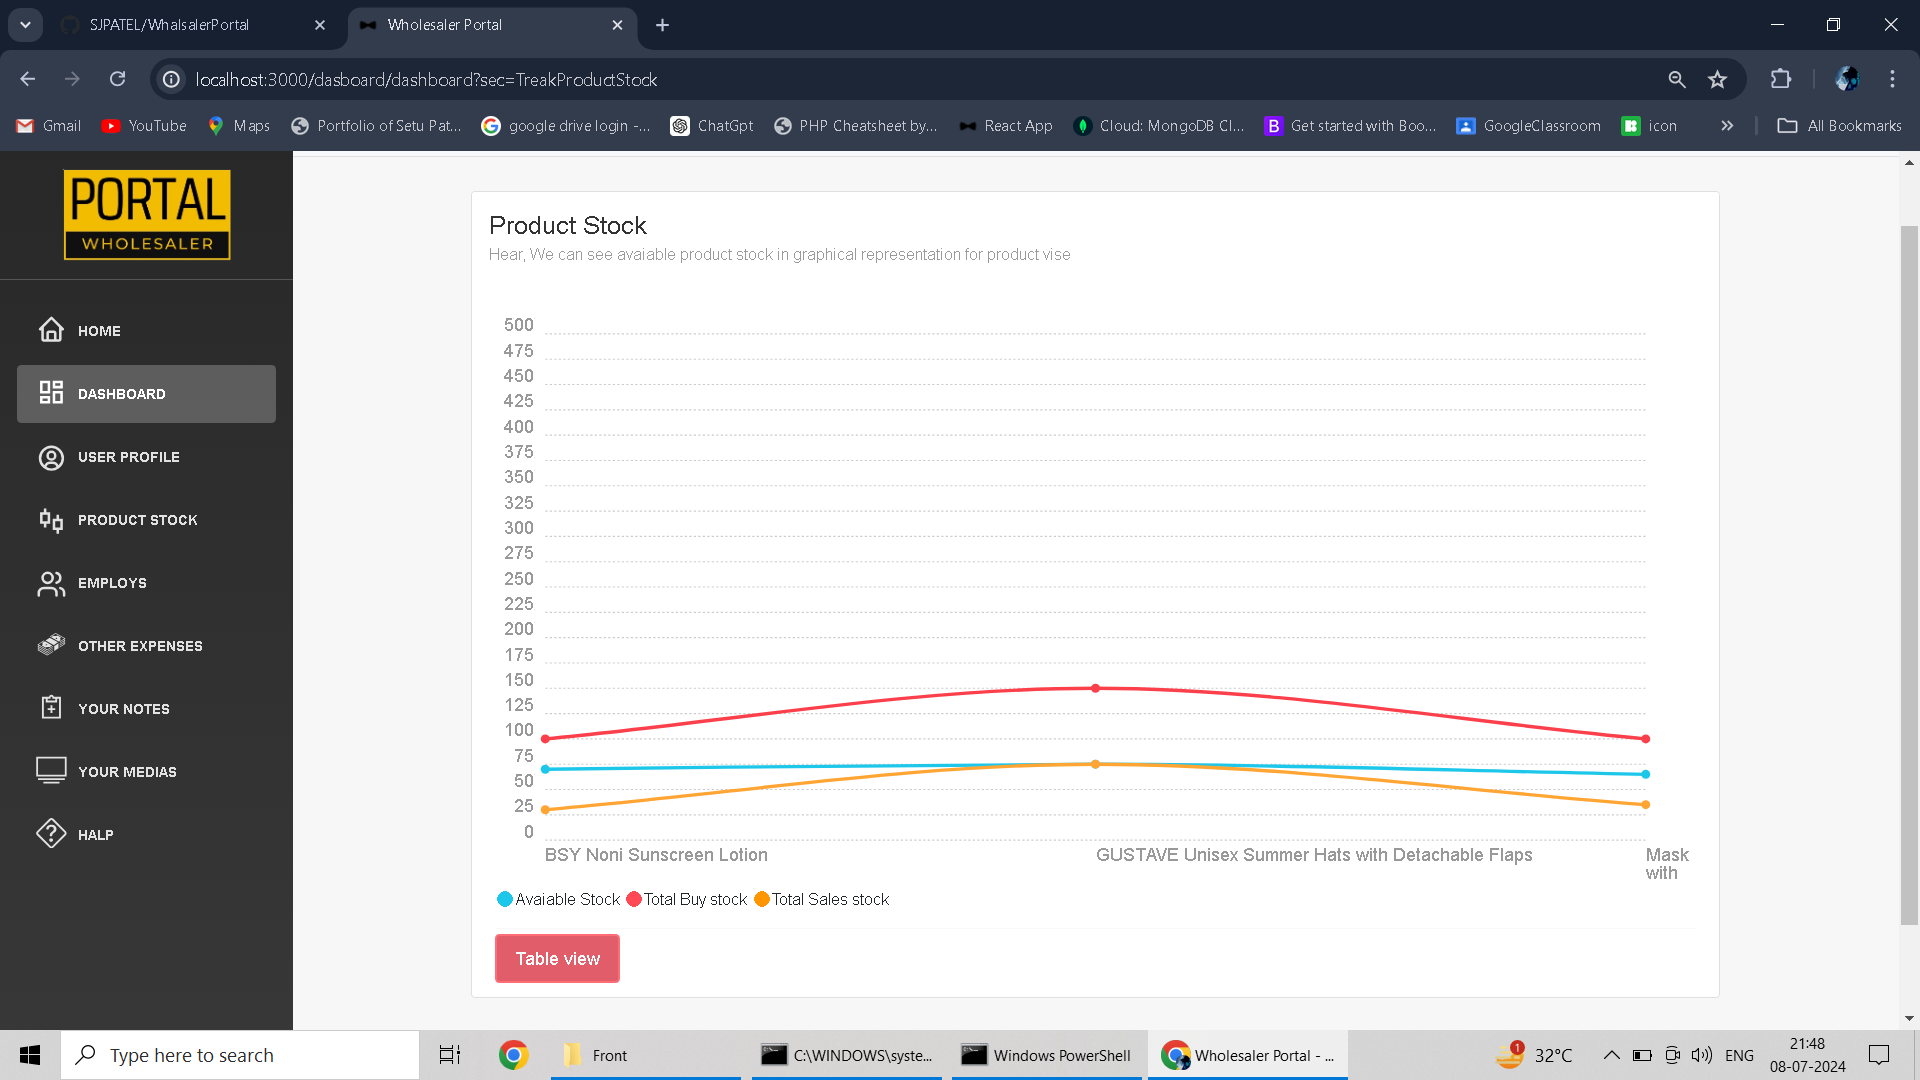 SJPATEL/WhalsalerPortal
Wholesaler Portal
localhost:3000/dasboard/dashboard?sec=TreakProductStock
Gmail
YouTube
Maps
Portfolio of Setu Pat...
google drive login -...
ChatGpt
PHP Cheatsheet by...
React App
Cloud: MongoDB Cl...
Get started with Boo...
GoogleClassroom
icon
All Bookmarks
PORTAL
WHOLESALER
HOME
DASHBOARD
USER PROFILE
PRODUCT STOCK
EMPLOYS
OTHER EXPENSES
YOUR NOTES
YOUR MEDIAS
HALP
Product Stock
Hear, We can see avaiable product stock in graphical representation for product vise
500
475
450
425
400
375
350
325
300
275
250
225
200
175
150
125
100
75
50
25
0
BSY Noni Sunscreen Lotion
GUSTAVE Unisex Summer Hats with Detachable Flaps
Mask
with
Avaiable Stock
Total Buy stock
Total Sales stock
Table view
Type here to search
Front
C:\WINDOWS\syste...
Windows PowerShell
Wholesaler Portal - ...
1
32°C
ENG
21:48
08-07-2024